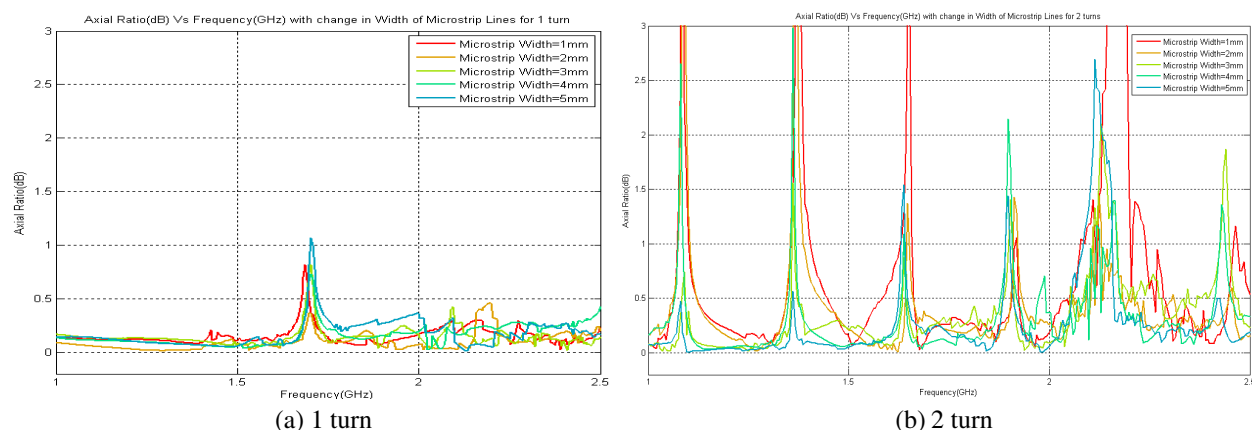 Axial Ratio(dB) Vs Frequency(GHz) with change in Width of Microstrip Lines for 1 turn
3
2.5
2
1.5
1
0.5
0
Axial Ratio(dB)
Microstrip Width=1mm
Microstrip Width=2mm
Microstrip Width=3mm
Microstrip Width=4mm
Microstrip Width=5mm
1
1.5
2
2.5
Frequency(GHz)
(a) 1 turn
Axial Ratio(dB) Vs Frequency(GHz) with change in Width of Microstrip Lines for 2 turns
3
2.5
2
1.5
1
0.5
0
Axial Ratio(dB)
Microstrip Width=1mm
Microstrip Width=2mm
Microstrip Width=3mm
Microstrip Width=4mm
Microstrip Width=5mm
1
1.5
2
2.5
Frequency(GHz)
(b) 2 turn